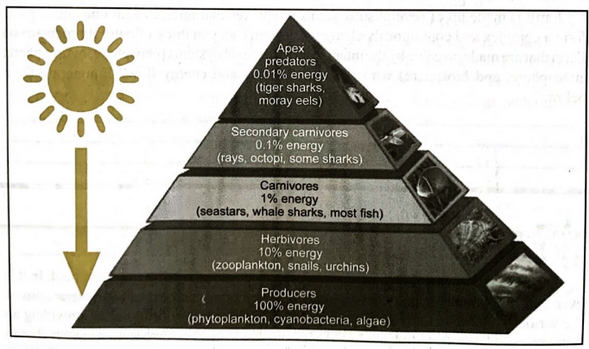 Apex
predators
0.01% energy
(tiger sharks,
moray eels)
Secondary carnivores
0.1% energy
(rays, octopi, some sharks)
Carnivores
1% energy
(seastars, whale sharks, most fish)
Herbivores
10% energy
(zooplankton, snails, urchins)
Producers
100% energy
(phytoplankton, cyanobacteria, algae)